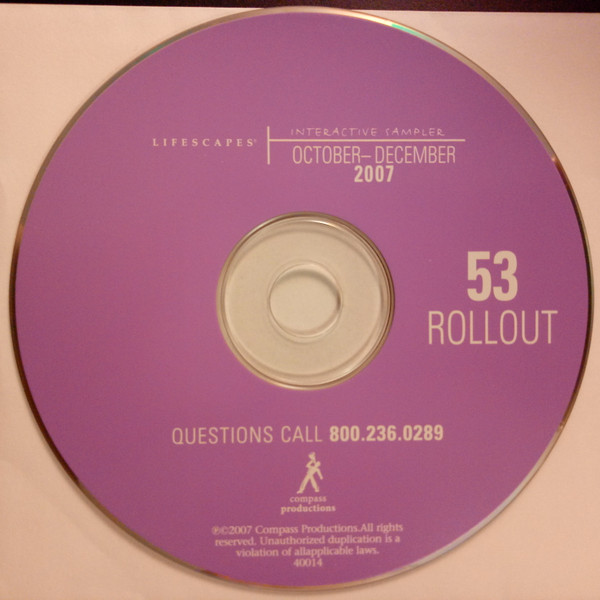 LIFESCAPES®
INTERACTIVE SAMPLER
OCTOBER–DECEMBER
2007
53
ROLLOUT
QUESTIONS CALL 800.236.0289
compass
productions
℗©2007 Compass Productions.All rights
reserved. Unauthorized duplication is a
violation of allapplicable laws.
40014